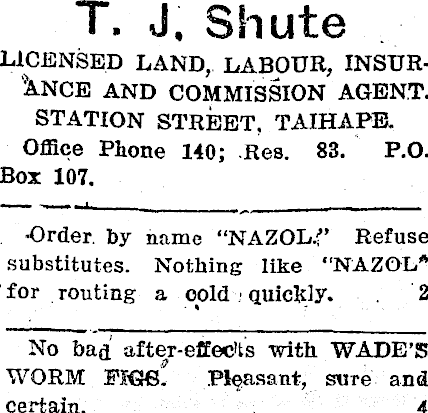 T. J. Shute
LICENSED LAND, LABOUR, INSUR-
ANCE AND COMMISSION AGENT.
STATION STREET, TAIHAPE.
Office Phone 140; Res. 83. P.O.
Box 107.
Order by name "NAZOL." Refuse
substitutes. Nothing like "NAZOL"
for routing a cold quickly. 2
No bad after-effects with WADE'S
WORM FIGS. Pleasant, sure and
certain. 4